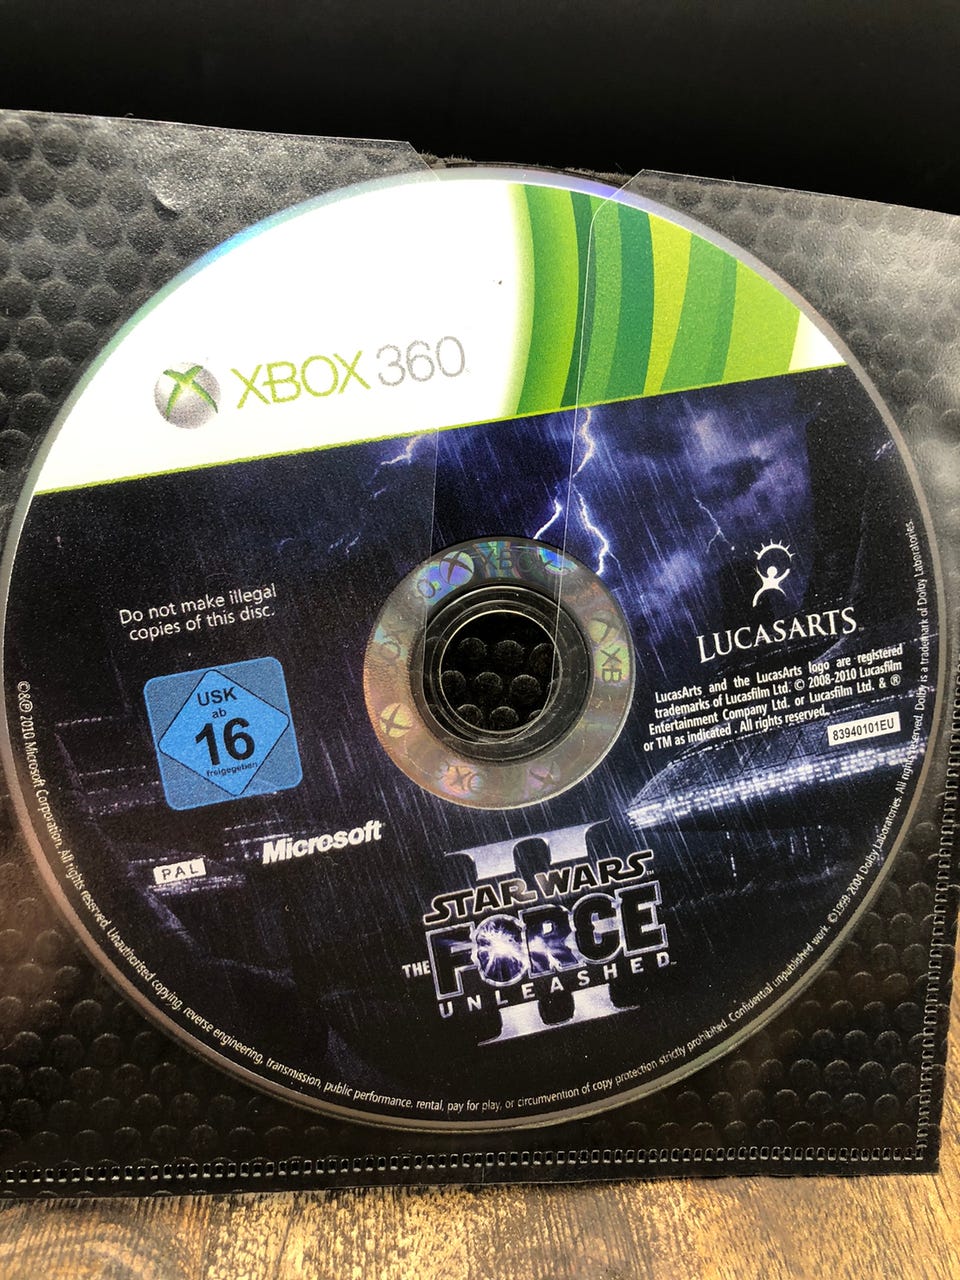 XBOX 360
Do not make illegal
copies of this disc.
USK
ab
16
freigegeben
LUCASARTS
LucasArts and the LucasArts logo are registered
trademarks of Lucasfilm Ltd. © 2008-2010 Lucasfilm
Entertainment Company Ltd. or Lucasfilm Ltd. & ®
or TM as indicated . All rights reserved.
83940101EU
PAL
Microsoft
II
STAR WARS™
THE FORCE
UNLEASHED™
©&℗ 2010 Microsoft Corporation. All rights reserved. Unauthorised copying, reverse engineering, transmission, public performance, rental, pay for play, or circumvention of copy protection strictly prohibited. Confidential unpublished work. ©1999-2004 Dolby Laboratories. All rights reserved. Dolby is a trademark of Dolby Laboratories.
XBOX